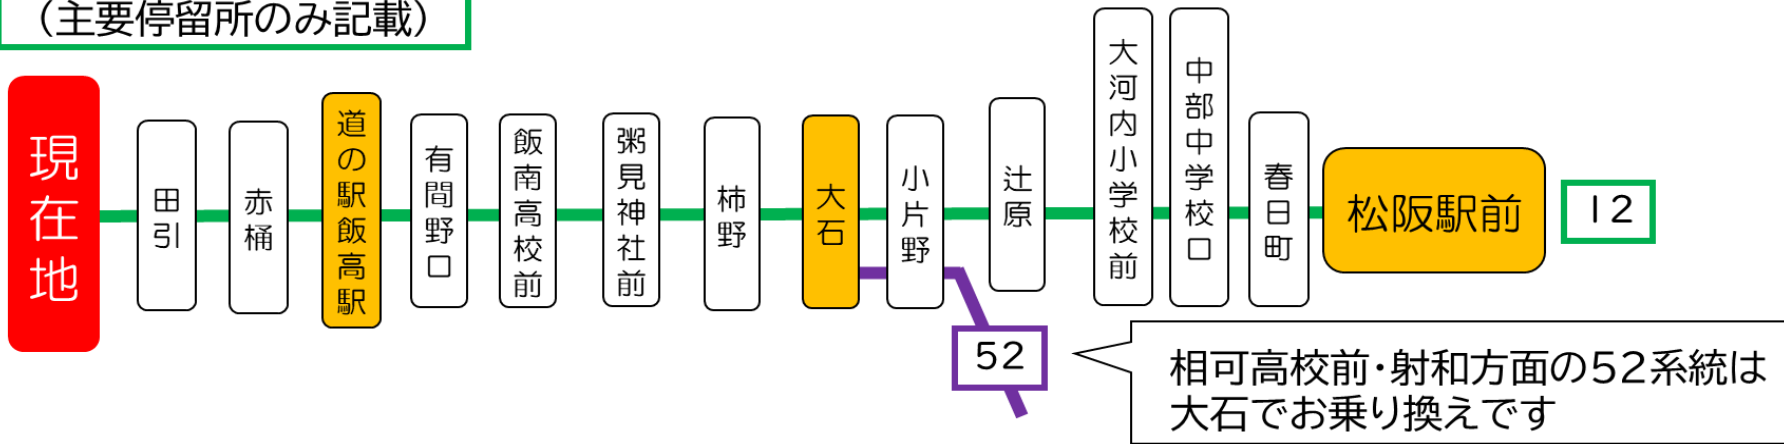 (主要停留所のみ記載)
現在地
田引
赤桶
道の駅飯高駅
有間野口
飯南高校前
粥見神社前
柿野
大石
小片野
辻原
大河内小学校前
中部中学校口
春日町
松阪駅前
12
52
相可高校前・射和方面の52系統は
大石でお乗り換えです